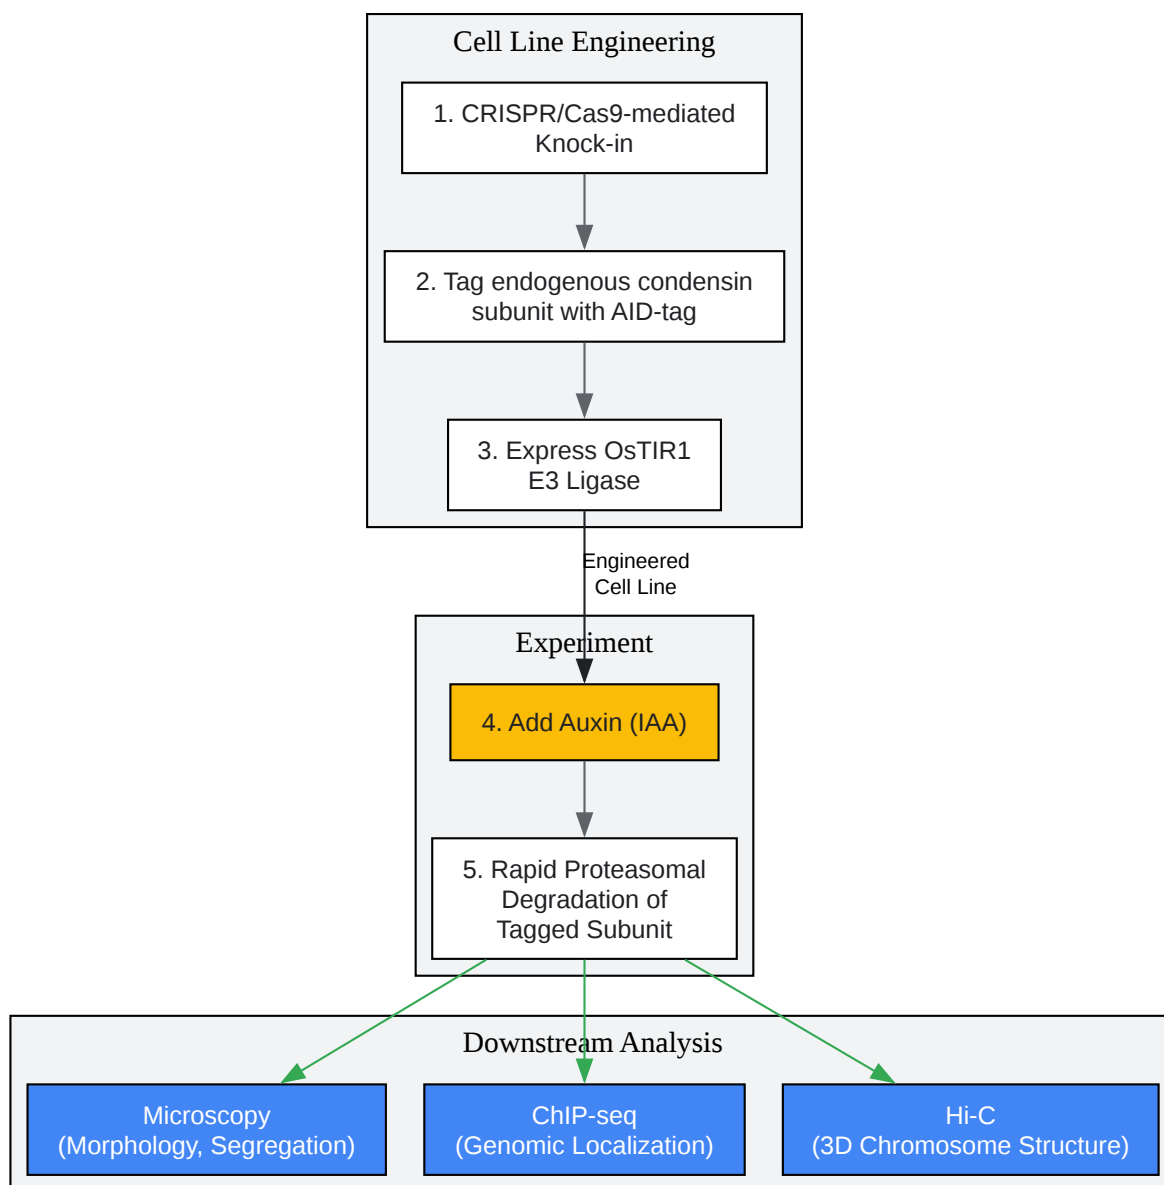 Cell Line Engineering
1. CRISPR/Cas9-mediated
Knock-in
2. Tag endogenous condensin
subunit with AID-tag
3. Express OsTIR1
E3 Ligase
Engineered
Cell Line
Experiment
4. Add Auxin (IAA)
5. Rapid Proteasomal
Degradation of
Tagged Subunit
Downstream Analysis
Microscopy
(Morphology, Segregation)
ChIP-seq
(Genomic Localization)
Hi-C
(3D Chromosome Structure)